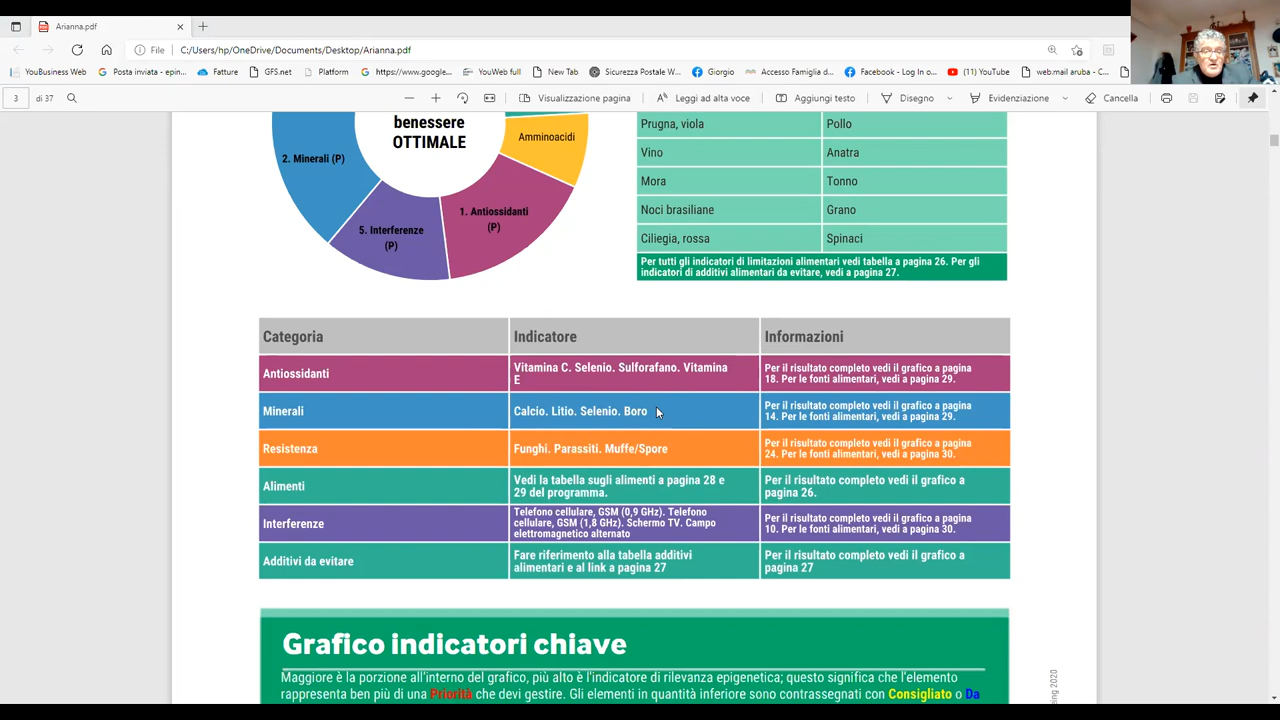 Arianna.pdf
File C:/Users/hp/OneDrive/Documents/Desktop/Arianna.pdf
YouBusiness Web Posta inviata - epin... Fatture GFS.net Platform https://www.google... YouWeb full New Tab Sicurezza Postale W... Giorgio Accesso Famiglia d... Facebook - Log In o... (11) YouTube web.mail aruba - C...
3 di 37 Visualizzazione pagina Leggi ad alta voce Aggiungi testo Disegno Evidenziazione Cancella
benessere
OTTIMALE
Amminoacidi
2. Minerali (P)
1. Antiossidanti
(P)
5. Interferenze
(P)
Prugna, viola Pollo
Vino Anatra
Mora Tonno
Noci brasiliane Grano
Ciliegia, rossa Spinaci
Per tutti gli indicatori di limitazioni alimentari vedi tabella a pagina 26. Per gli
indicatori di additivi alimentari da evitare, vedi a pagina 27.
Categoria Indicatore Informazioni
Antiossidanti
Vitamina C. Selenio. Sulforafano. Vitamina
E
Per il risultato completo vedi il grafico a pagina
18. Per le fonti alimentari, vedi a pagina 29.
Minerali
Calcio. Litio. Selenio. Boro
Per il risultato completo vedi il grafico a pagina
14. Per le fonti alimentari, vedi a pagina 29.
Resistenza
Funghi. Parassiti. Muffe/Spore
Per il risultato completo vedi il grafico a pagina
24. Per le fonti alimentari, vedi a pagina 30.
Alimenti
Vedi la tabella sugli alimenti a pagina 28 e
29 del programma.
Per il risultato completo vedi il grafico a
pagina 26.
Interferenze
Telefono cellulare, GSM (0,9 GHz). Telefono
cellulare, GSM (1,8 GHz). Schermo TV. Campo
elettromagnetico alternato
Per il risultato completo vedi il grafico a pagina
10. Per le fonti alimentari, vedi a pagina 30.
Additivi da evitare
Fare riferimento alla tabella additivi
alimentari e al link a pagina 27
Per il risultato completo vedi il grafico a
pagina 27
Grafico indicatori chiave
Maggiore è la porzione all'interno del grafico, più alto è l'indicatore di rilevanza epigenetica; questo significa che l'elemento
rappresenta ben più di una Priorità che devi gestire. Gli elementi in quantità inferiore sono contrassegnati con Consigliato o Da
eing 2020